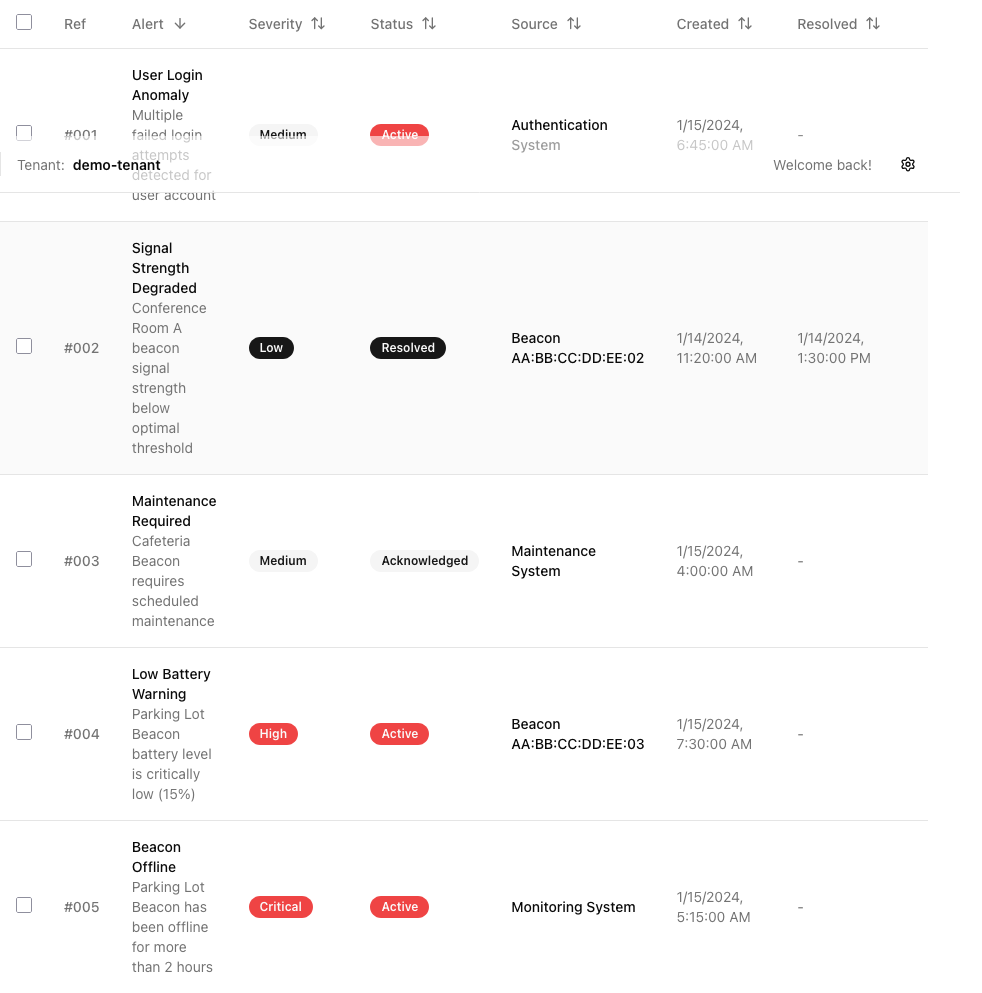 Ref Alert Severity Status Source Created Resolved
User Login
Anomaly
Multiple
failed login
attempts
detected for
user account
#001 Medium Active
Authentication
System
1/15/2024,
6:45:00 AM
-
Tenant: demo-tenant Welcome back!
Signal
Strength
Degraded
Conference
Room A
beacon
signal
strength
below
optimal
threshold
#002 Low Resolved
Beacon
AA:BB:CC:DD:EE:02
1/14/2024,
11:20:00 AM
1/14/2024,
1:30:00 PM
Maintenance
Required
Cafeteria
Beacon
requires
scheduled
maintenance
#003 Medium Acknowledged
Maintenance
System
1/15/2024,
4:00:00 AM
-
Low Battery
Warning
Parking Lot
Beacon
battery level
is critically
low (15%)
#004 High Active
Beacon
AA:BB:CC:DD:EE:03
1/15/2024,
7:30:00 AM
-
Beacon
Offline
Parking Lot
Beacon has
been offline
for more
than 2 hours
#005 Critical Active
Monitoring System
1/15/2024,
5:15:00 AM
-